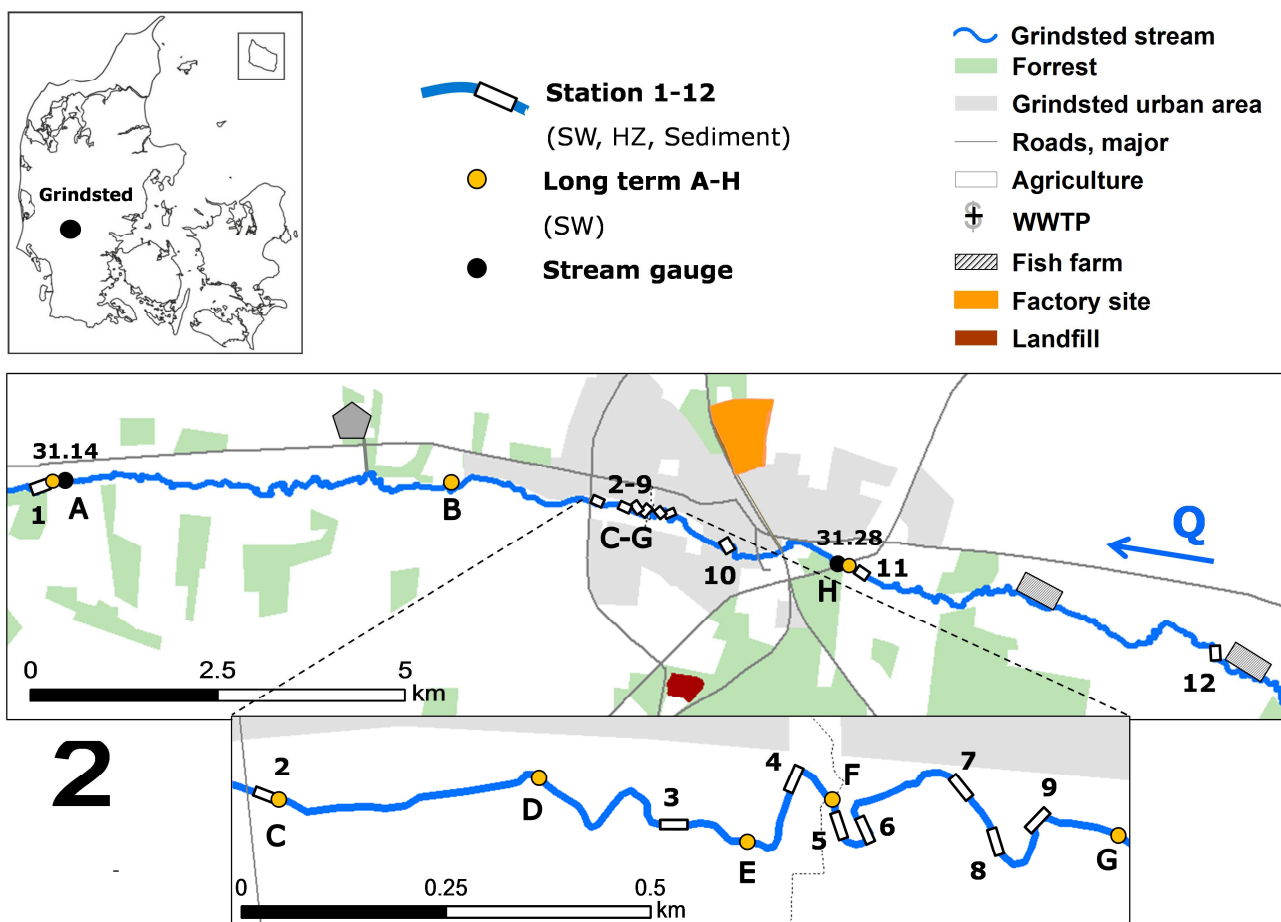 Grindsted
Station 1-12
(SW, HZ, Sediment)
Long term A-H
(SW)
Stream gauge
Grindsted stream
Forrest
Grindsted urban area
Roads, major
Agriculture
$ WWTP
Fish farm
Factory site
Landfill
31.14
1
A
B
2-9
C-G
10
31.28
H
11
Q
12
0 2.5 5
km
2
2
C
D
3
E
4
F
5
6
7
8
9
G
0 0.25 0.5
km